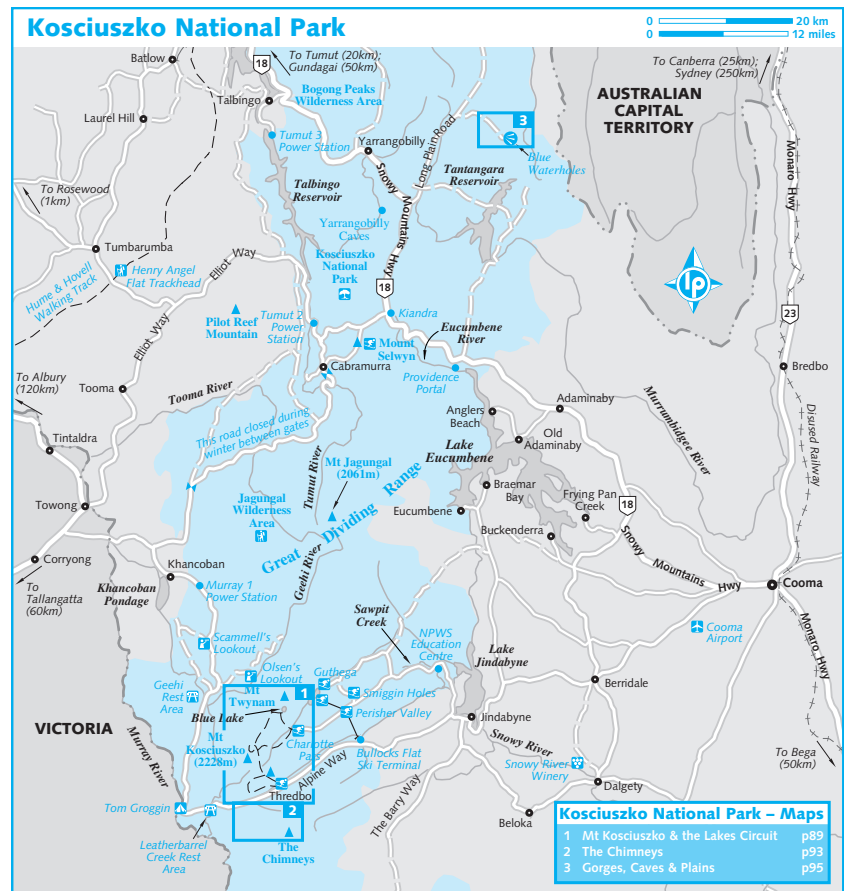 Kosciuszko National Park
0 20 km
0 12 miles
To Tumut (20km);
Gundagai (50km)
18
Batlow
Talbingo
Bogong Peaks
Wilderness Area
To Canberra (25km);
Sydney (250km)
AUSTRALIAN
CAPITAL
TERRITORY
3
Laurel Hill
Tumut 3
Power Station
Yarrangobilly
Long Plain Road
Blue
Waterholes
Monaro Hwy
To Rosewood
(1km)
Talbingo
Reservoir
Snowy
Mountains
Hwy
Tantangara
Reservoir
Yarrangobilly
Caves
Tumbarumba
Hume & Hovell
Walking Track
Henry Angel
Flat Trackhead
Elliot Way
Kosciuszko
National
Park
18
lp
23
Pilot Reef
Mountain
Tumut 2
Power
Station
Kiandra
Eucumbene
River
Elliot Way
Mount
Selwyn
Cabramurra
Providence
Portal
Bredbo
To Albury
(120km)
Tooma
Tooma River
Murrumbidgee River
Disused Railway
Anglers
Beach
Adaminaby
Old
Adaminaby
This road closed during
winter between gates
Tintaldra
Lake
Eucumbene
Tumut River
Mt Jagungal
(2061m)
Great Dividing Range
Braemar
Bay
Frying Pan
Creek
18
Towong
Jagungal
Wilderness
Area
Eucumbene
Buckenderra
Snowy
Mountains
Hwy
Corryong
Khancoban
Geehi River
To
Tallangatta
(60km)
Khancoban
Pondage
Murray 1
Power Station
Cooma
Sawpit
Creek
Monaro Hwy
Cooma
Airport
Scammell's
Lookout
NPWS
Education
Centre
Lake
Jindabyne
Olsen's
Lookout
Guthega
Geehi
Rest
Area
Mt
Twynam
1
Smiggin Holes
Berridale
Blue Lake
Perisher Valley
Jindabyne
VICTORIA
Murray River
Mt
Kosciuszko
(2228m)
Charlotte
Pass
Bullocks Flat
Ski Terminal
Snowy River
Snowy River
Winery
To Bega
(50km)
Alpine Way
Thredbo
The Barry Way
Dalgety
Tom Groggin
2
Beloka
Leatherbarrel
Creek Rest
Area
The
Chimneys
Kosciuszko National Park – Maps
1 Mt Kosciuszko & the Lakes Circuit p89
2 The Chimneys p93
3 Gorges, Caves & Plains p95